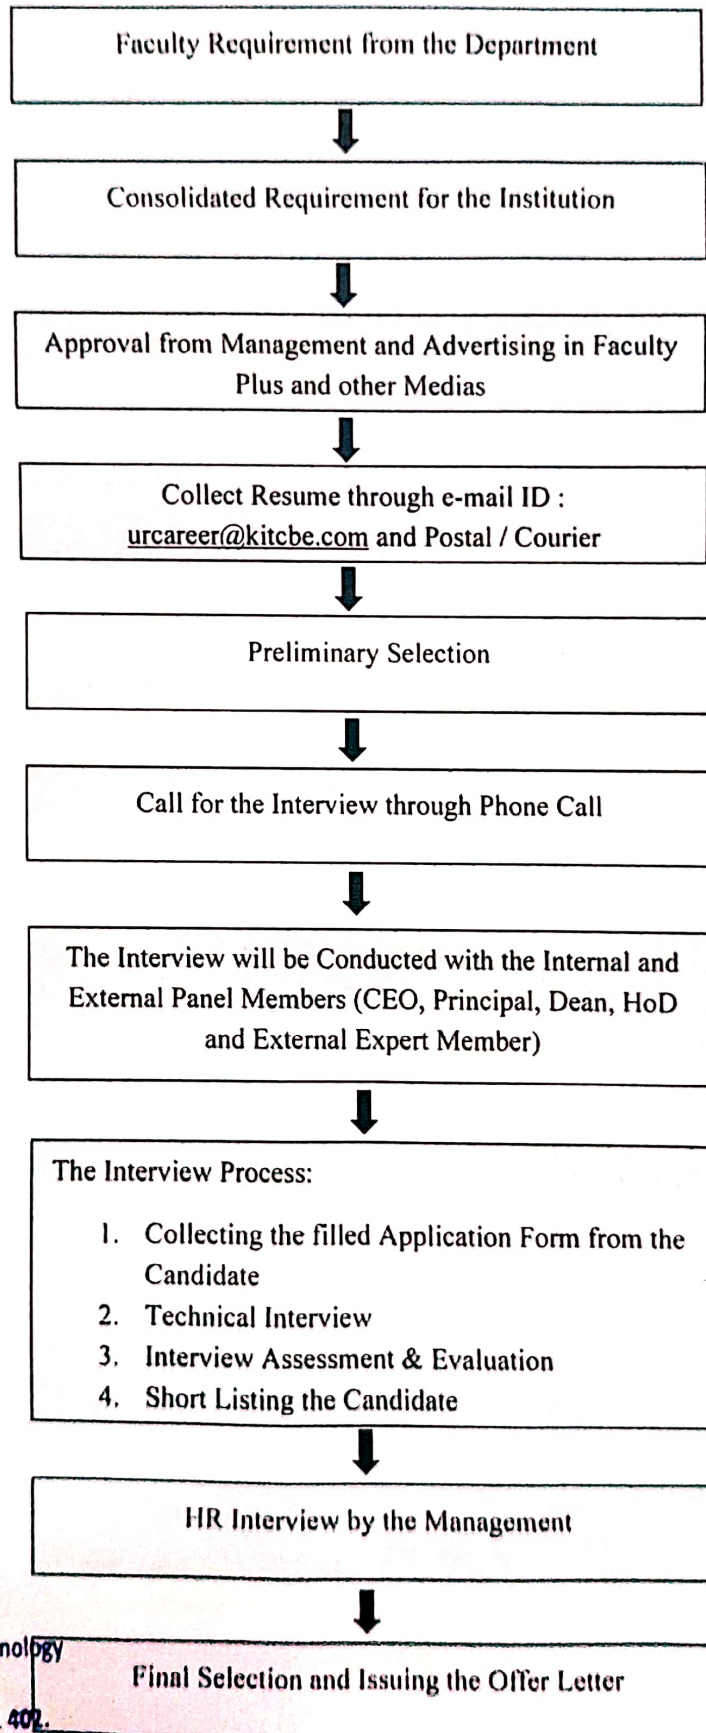 Faculty Requirement from the Department
Consolidated Requirement for the Institution
Approval from Management and Advertising in Faculty
Plus and other Medias
Collect Resume through e-mail ID :
urcareer@kitcbe.com and Postal / Courier
Preliminary Selection
Call for the Interview through Phone Call
The Interview will be Conducted with the Internal and
External Panel Members (CEO, Principal, Dean, HoD
and External Expert Member)
The Interview Process:
1. Collecting the filled Application Form from the
Candidate
2. Technical Interview
3. Interview Assessment & Evaluation
4. Short Listing the Candidate
HR Interview by the Management
nology
Final Selection and Issuing the Offer Letter
402.